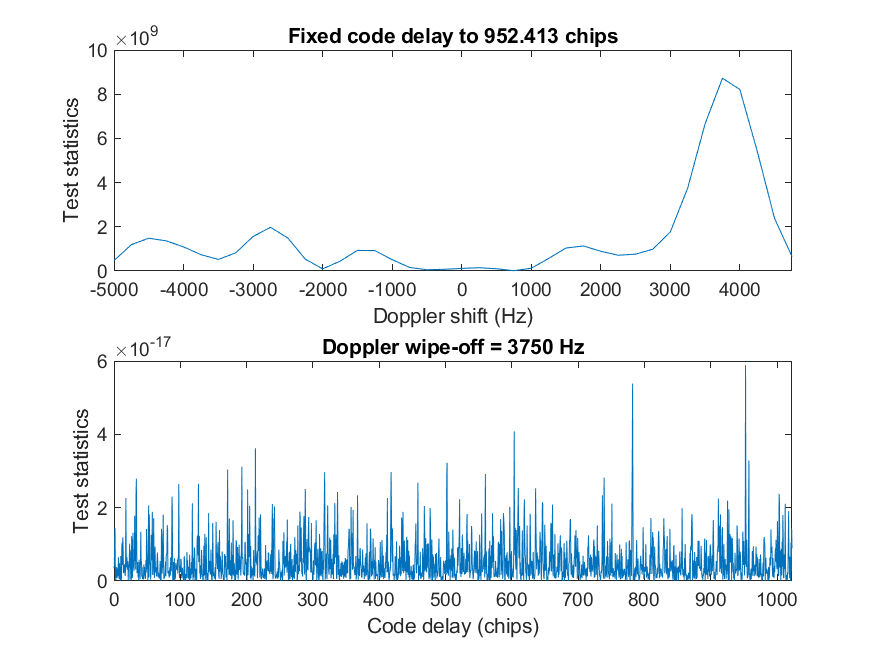 ×10^9
Fixed code delay to 952.413 chips
10
8
6
4
2
0
Test statistics
-5000 -4000 -3000 -2000 -1000 0 1000 2000 3000 4000
Doppler shift (Hz)
×10^-17
Doppler wipe-off = 3750 Hz
6
4
2
0
Test statistics
0 100 200 300 400 500 600 700 800 900 1000
Code delay (chips)